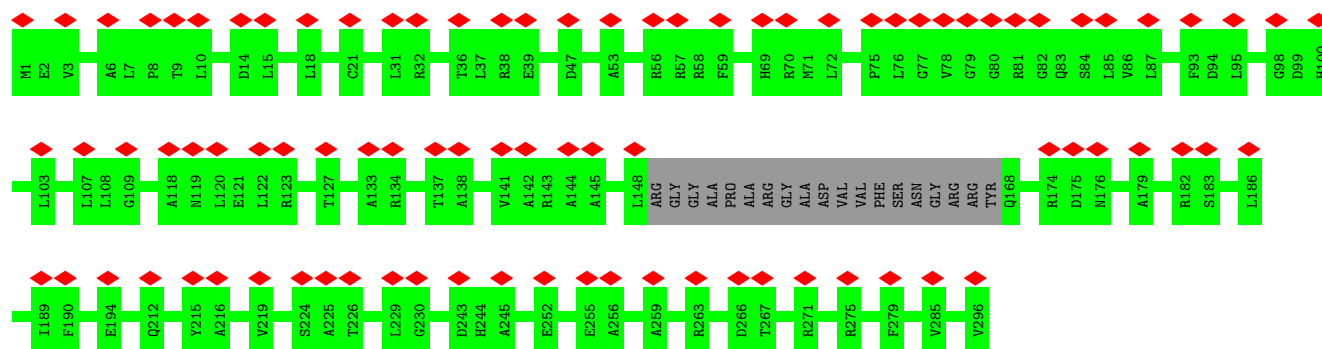 M1 E2 V3 A6 L7 P8 T9 L10 D14 L15 L18 C21 L31 R32 T36 L37 R38 E39 D47 A53 R56 R57 R58 F59 H69 R70 M71 L72 P75 L76 G77 V78 G79 G80 R81 G82 Q83 S84 L85 V86 L87 F93 D94 L95 G98 D99 H100
L103 L107 L108 G109 A118 N119 L120 E121 L122 R123 T127 A133 R134 T137 A138 V141 A142 R143 A144 A145 L148 ARG GLY GLY ALA PRO ALA ARG GLY ALA ASP VAL VAL PHE SER ASN GLY ARG ARG TYR Q168 R174 D175 N176 A179 R182 S183 L186
I189 F190 E194 Q212 Y215 A216 V219 S224 A225 T226 L229 G230 D243 H244 A245 E252 E255 A256 A259 R263 D266 T267 R271 R275 F279 V285 V296